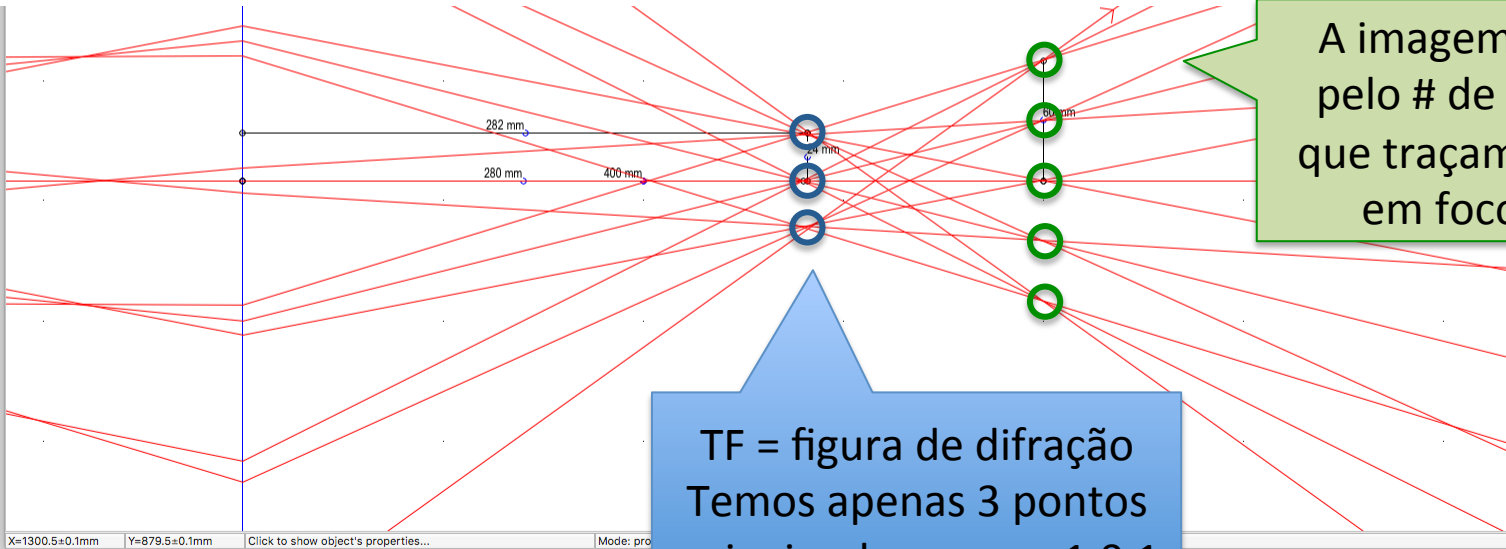 A imagem
pelo # de
que traçam
em foco
282 mm
60 mm
24 mm
280 mm
400 mm
TF = figura de difração
Temos apenas 3 pontos
X=1300.5±0.1mm
Y=879.5±0.1mm
Click to show object's properties...
Mode: pro